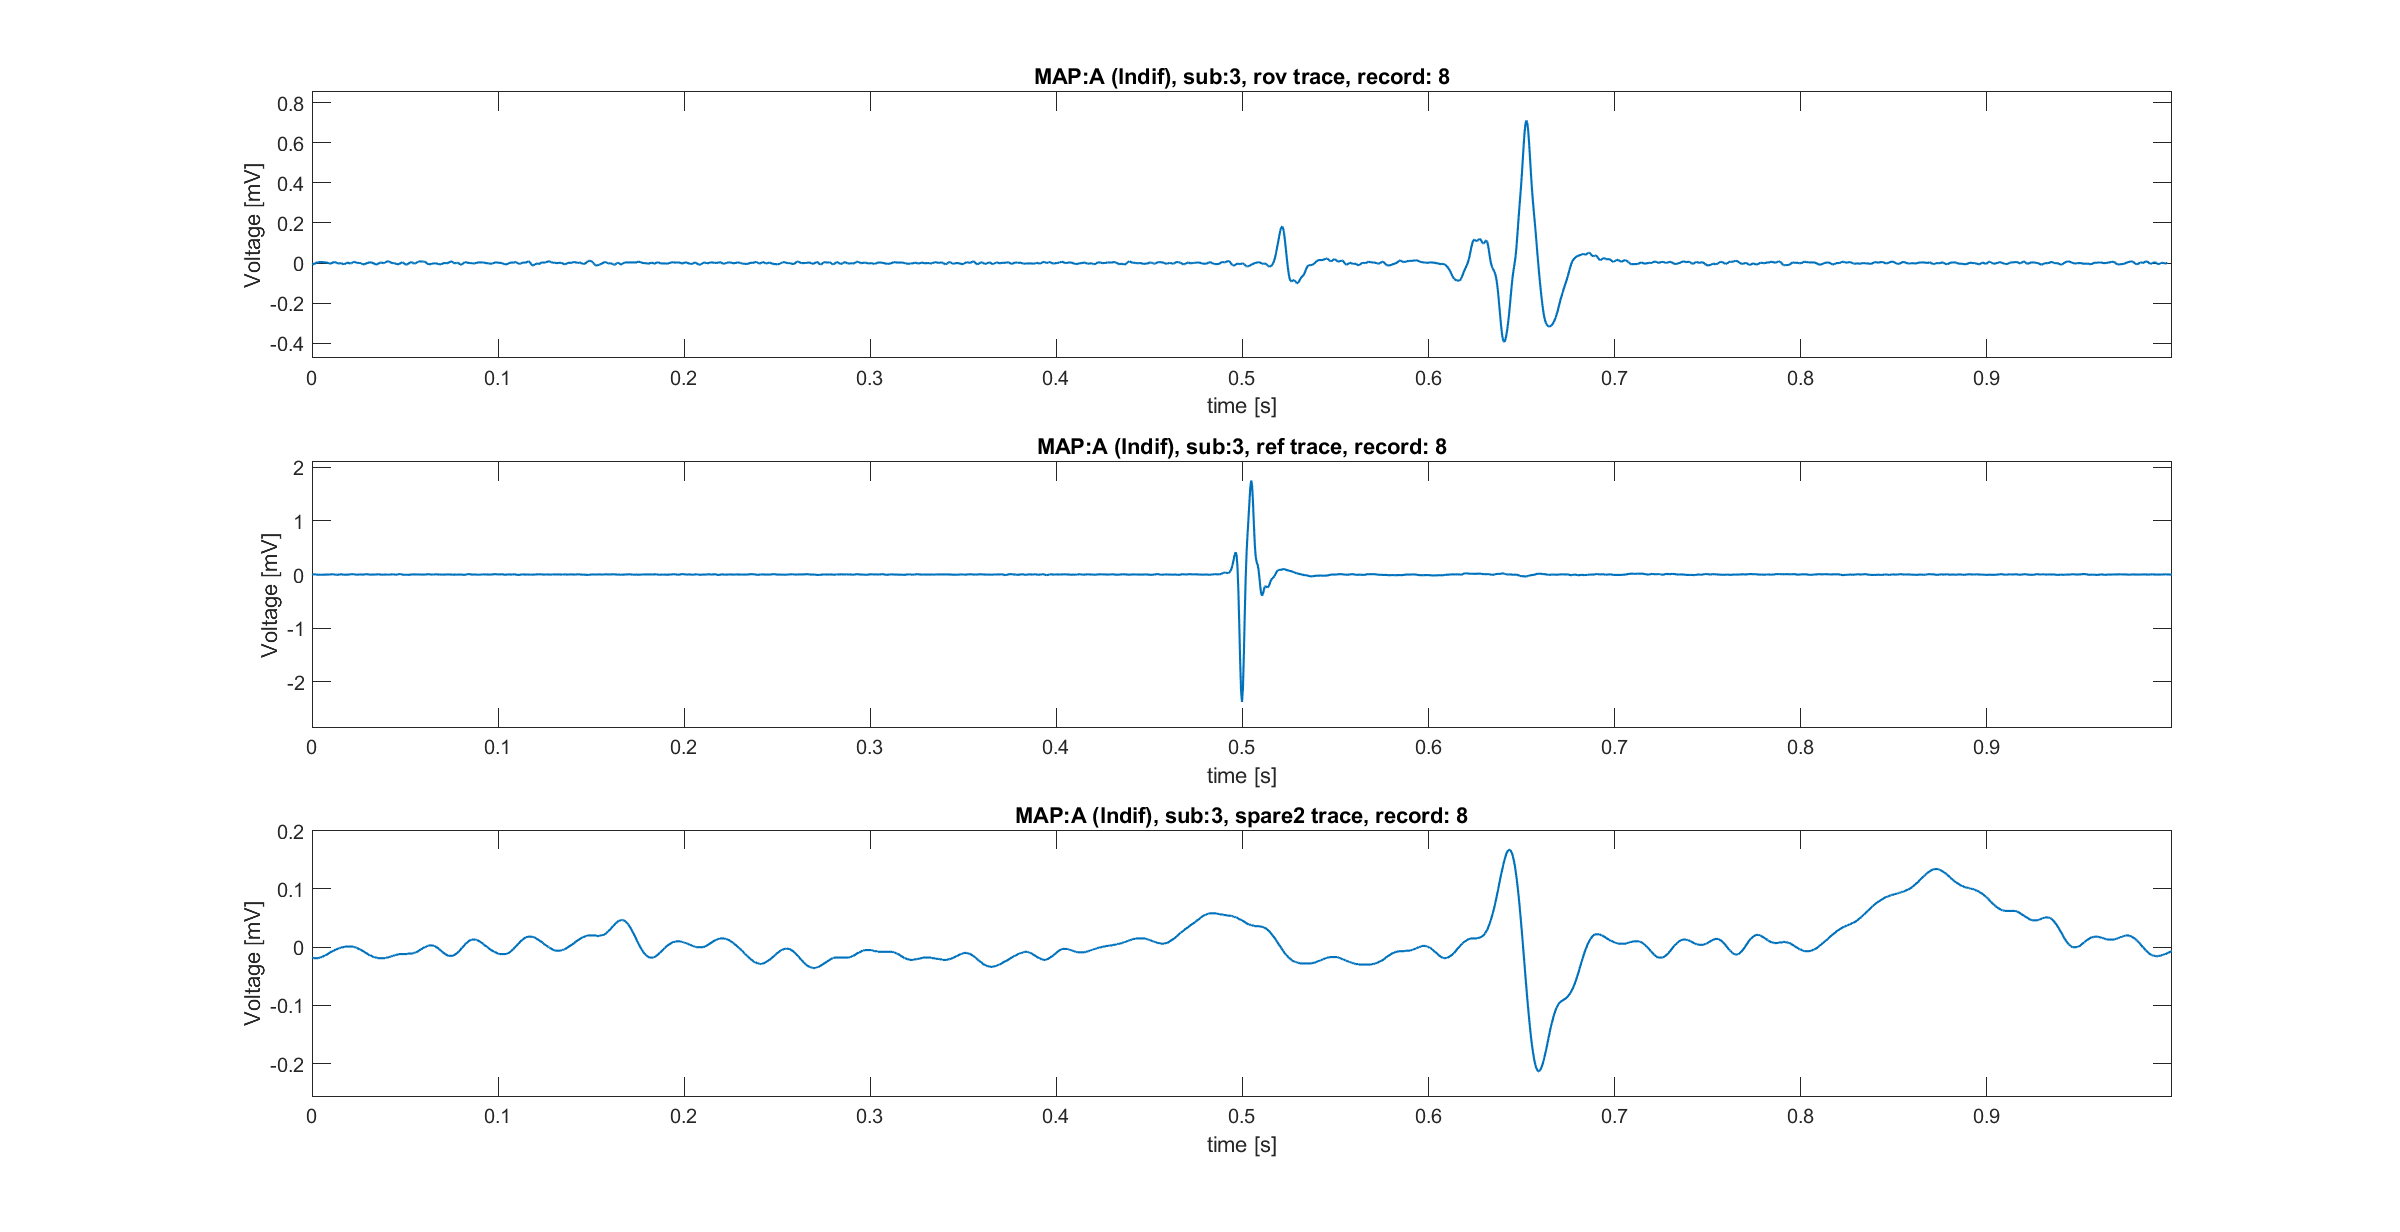 MAP:A (Indif), sub:3, rov trace, record: 8
Voltage [mV]
0.8
0.6
0.4
0.2
0
-0.2
-0.4
0 0.1 0.2 0.3 0.4 0.5 0.6 0.7 0.8 0.9
time [s]
MAP:A (Indif), sub:3, ref trace, record: 8
Voltage [mV]
2
1
0
-1
-2
0 0.1 0.2 0.3 0.4 0.5 0.6 0.7 0.8 0.9
time [s]
MAP:A (Indif), sub:3, spare2 trace, record: 8
Voltage [mV]
0.2
0.1
0
-0.1
-0.2
0 0.1 0.2 0.3 0.4 0.5 0.6 0.7 0.8 0.9
time [s]